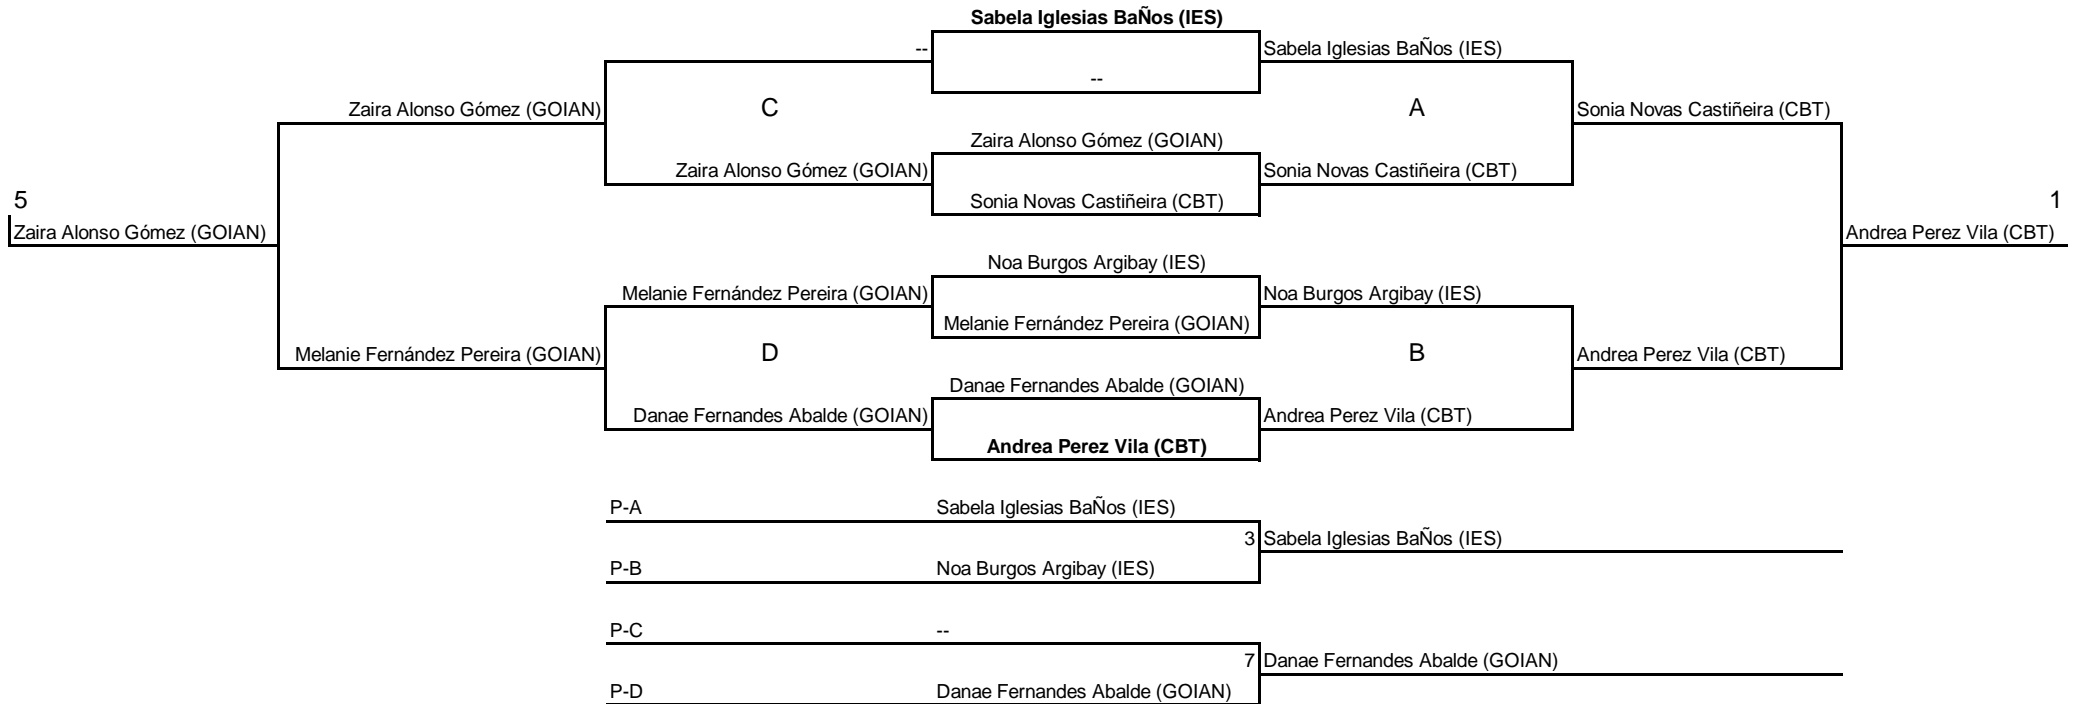 Sabela Iglesias BaÑos (IES)
-- Sabela Iglesias BaÑos (IES)
--
Zaira Alonso Gómez (GOIAN) C A Sonia Novas Castiñeira (CBT)
Zaira Alonso Gómez (GOIAN)
Zaira Alonso Gómez (GOIAN) Sonia Novas Castiñeira (CBT)
5 Sonia Novas Castiñeira (CBT) 1
Zaira Alonso Gómez (GOIAN) Andrea Perez Vila (CBT)
Noa Burgos Argibay (IES)
Melanie Fernández Pereira (GOIAN) Noa Burgos Argibay (IES)
Melanie Fernández Pereira (GOIAN)
Melanie Fernández Pereira (GOIAN) D B Andrea Perez Vila (CBT)
Danae Fernandes Abalde (GOIAN)
Danae Fernandes Abalde (GOIAN) Andrea Perez Vila (CBT)
Andrea Perez Vila (CBT)
P-A Sabela Iglesias BaÑos (IES)
3 Sabela Iglesias BaÑos (IES)
P-B Noa Burgos Argibay (IES)
P-C --
7 Danae Fernandes Abalde (GOIAN)
P-D Danae Fernandes Abalde (GOIAN)